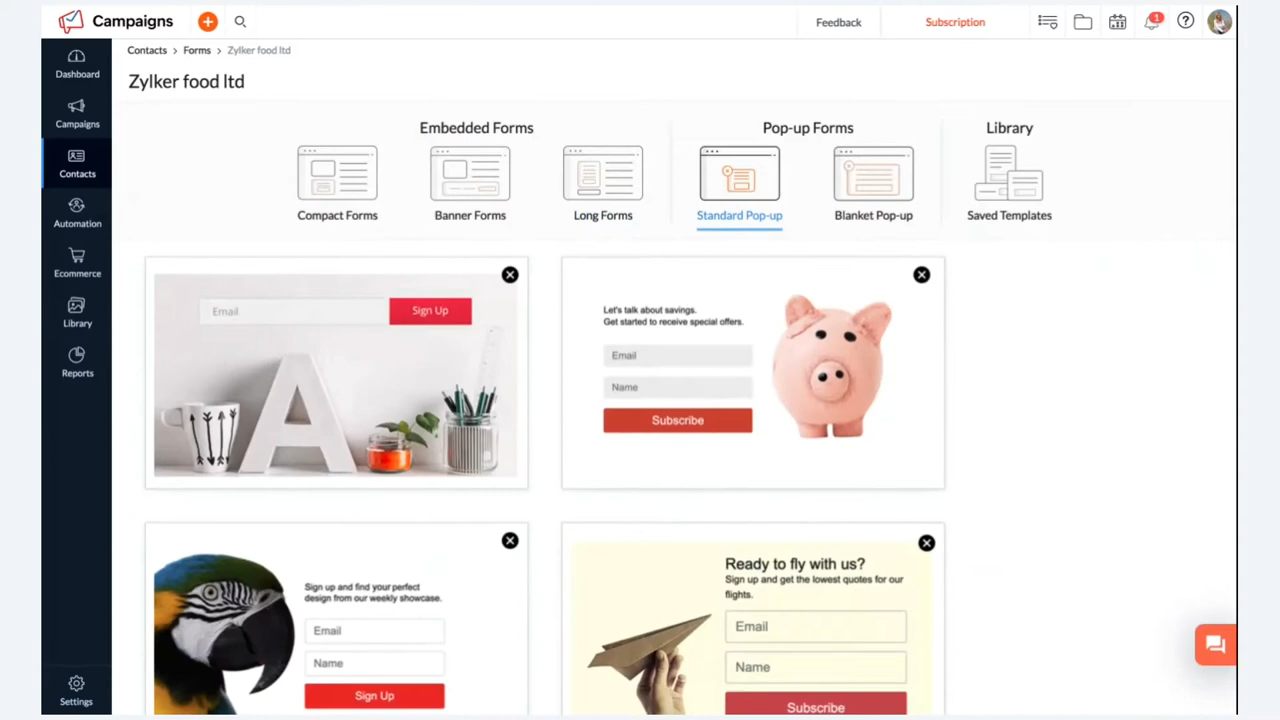 Campaigns
Feedback
Subscription
1
Dashboard
Campaigns
Contacts
Automation
Ecommerce
Library
Reports
Settings
Contacts > Forms > Zylker food ltd
Zylker food ltd
Embedded Forms
Pop-up Forms
Library
Compact Forms
Banner Forms
Long Forms
Standard Pop-up
Blanket Pop-up
Saved Templates
Email
Sign Up
A
Let's talk about savings.
Get started to receive special offers.
Email
Name
Subscribe
Sign up and find your perfect
design from our weekly showcase.
Email
Name
Sign Up
Ready to fly with us?
Sign up and get the lowest quotes for our
flights.
Email
Name
Subscribe